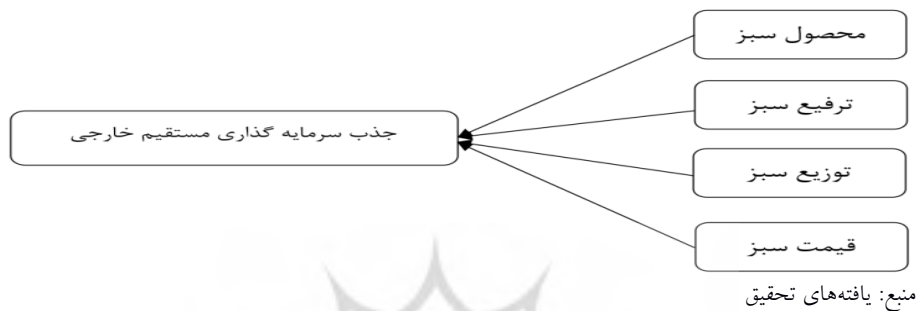 محصول سبز
ترفیع سبز
جذب سرمایه گذاری مستقیم خارجی
توزیع سبز
قیمت سبز
منبع: یافته‌های تحقیق